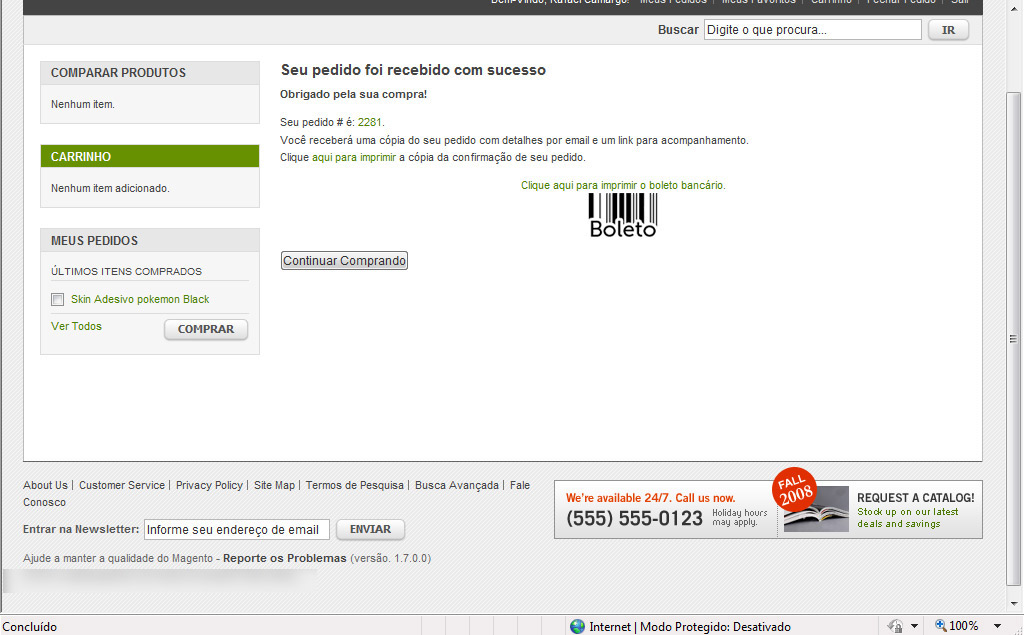 Bem-vindo, Rafael Camargo! Meus Pedidos | Meus Favoritos | Carrinho | Fechar Pedido | Sair
Buscar Digite o que procura... IR
COMPARAR PRODUTOS
Nenhum item.
CARRINHO
Nenhum item adicionado.
MEUS PEDIDOS
ÚLTIMOS ITENS COMPRADOS
Skin Adesivo pokemon Black
Ver Todos COMPRAR
Seu pedido foi recebido com sucesso
Obrigado pela sua compra!
Seu pedido # é: 2281.
Você receberá uma cópia do seu pedido com detalhes por email e um link para acompanhamento.
Clique aqui para imprimir a cópia da confirmação de seu pedido.
Clique aqui para imprimir o boleto bancário.
Boleto
Continuar Comprando
About Us | Customer Service | Privacy Policy | Site Map | Termos de Pesquisa | Busca Avançada | Fale
Conosco
Entrar na Newsletter: Informe seu endereço de email ENVIAR
Ajude a manter a qualidade do Magento - Reporte os Problemas (versão. 1.7.0.0)
We're available 24/7. Call us now.
(555) 555-0123 Holiday hours
may apply.
FALL
2008
REQUEST A CATALOG!
Stock up on our latest
deals and savings
Concluído Internet | Modo Protegido: Desativado 100%